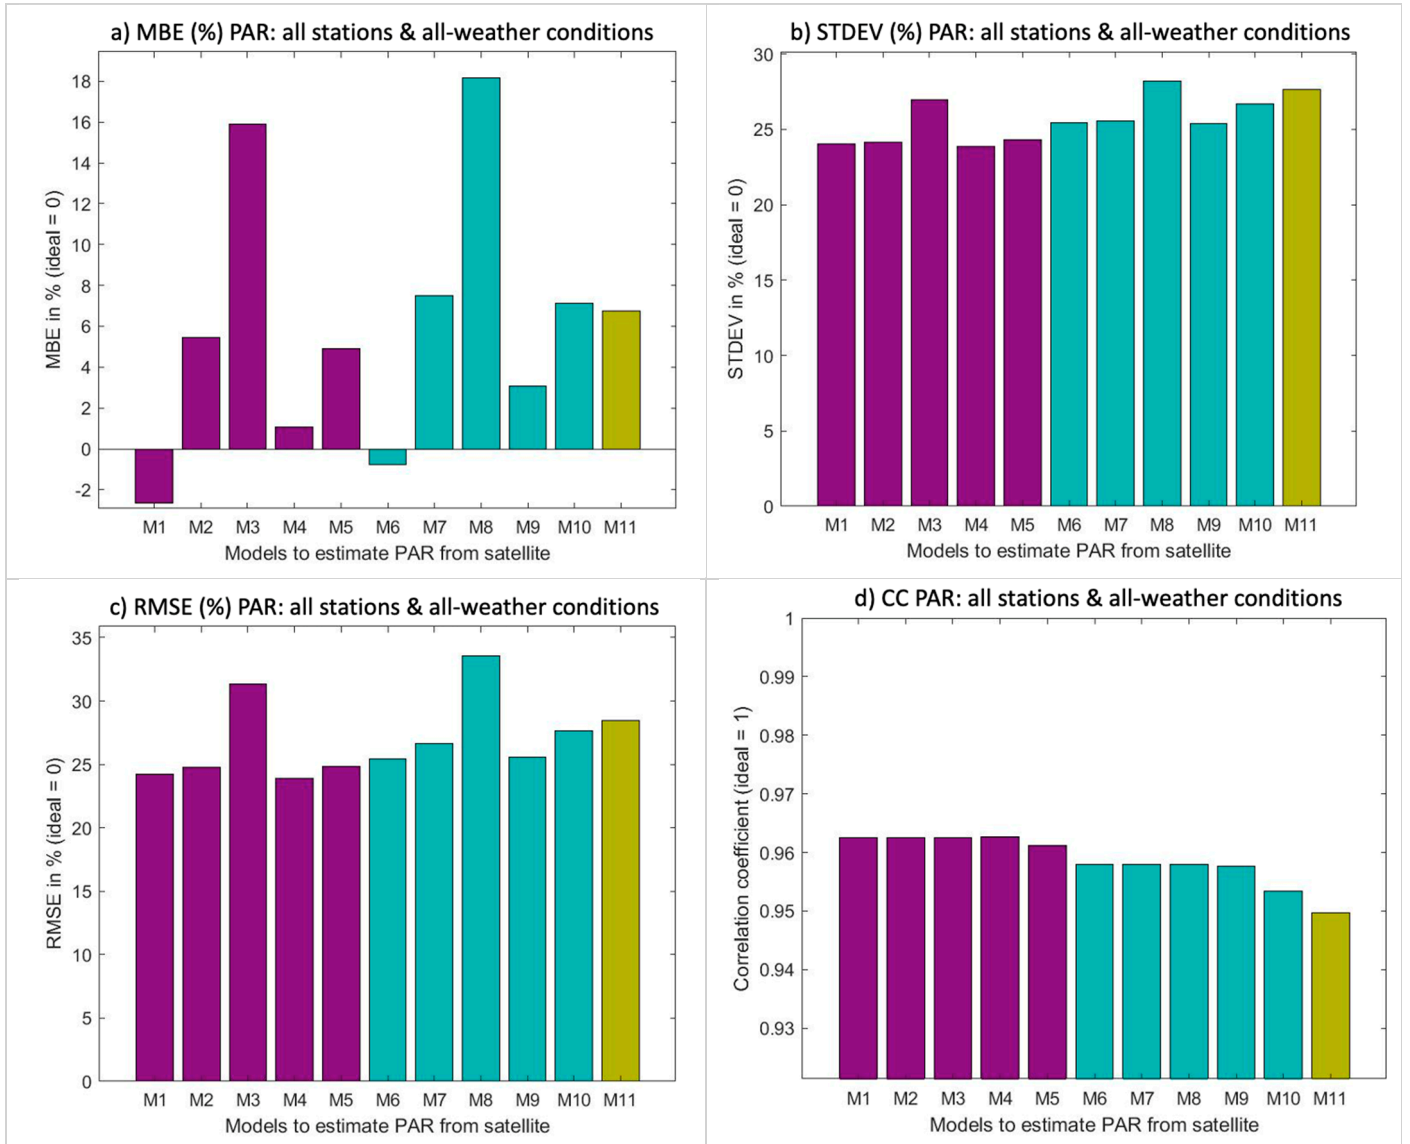 a) MBE (%) PAR: all stations & all-weather conditions
MBE in % (ideal = 0)
18
16
14
12
10
8
6
4
2
0
-2
M1 M2 M3 M4 M5 M6 M7 M8 M9 M10 M11
Models to estimate PAR from satellite
b) STDEV (%) PAR: all stations & all-weather conditions
STDEV in % (ideal = 0)
30
25
20
15
10
5
0
M1 M2 M3 M4 M5 M6 M7 M8 M9 M10 M11
Models to estimate PAR from satellite
c) RMSE (%) PAR: all stations & all-weather conditions
RMSE in % (ideal = 0)
35
30
25
20
15
10
5
0
M1 M2 M3 M4 M5 M6 M7 M8 M9 M10 M11
Models to estimate PAR from satellite
d) CC PAR: all stations & all-weather conditions
Correlation coefficient (ideal = 1)
1
0.99
0.98
0.97
0.96
0.95
0.94
0.93
M1 M2 M3 M4 M5 M6 M7 M8 M9 M10 M11
Models to estimate PAR from satellite